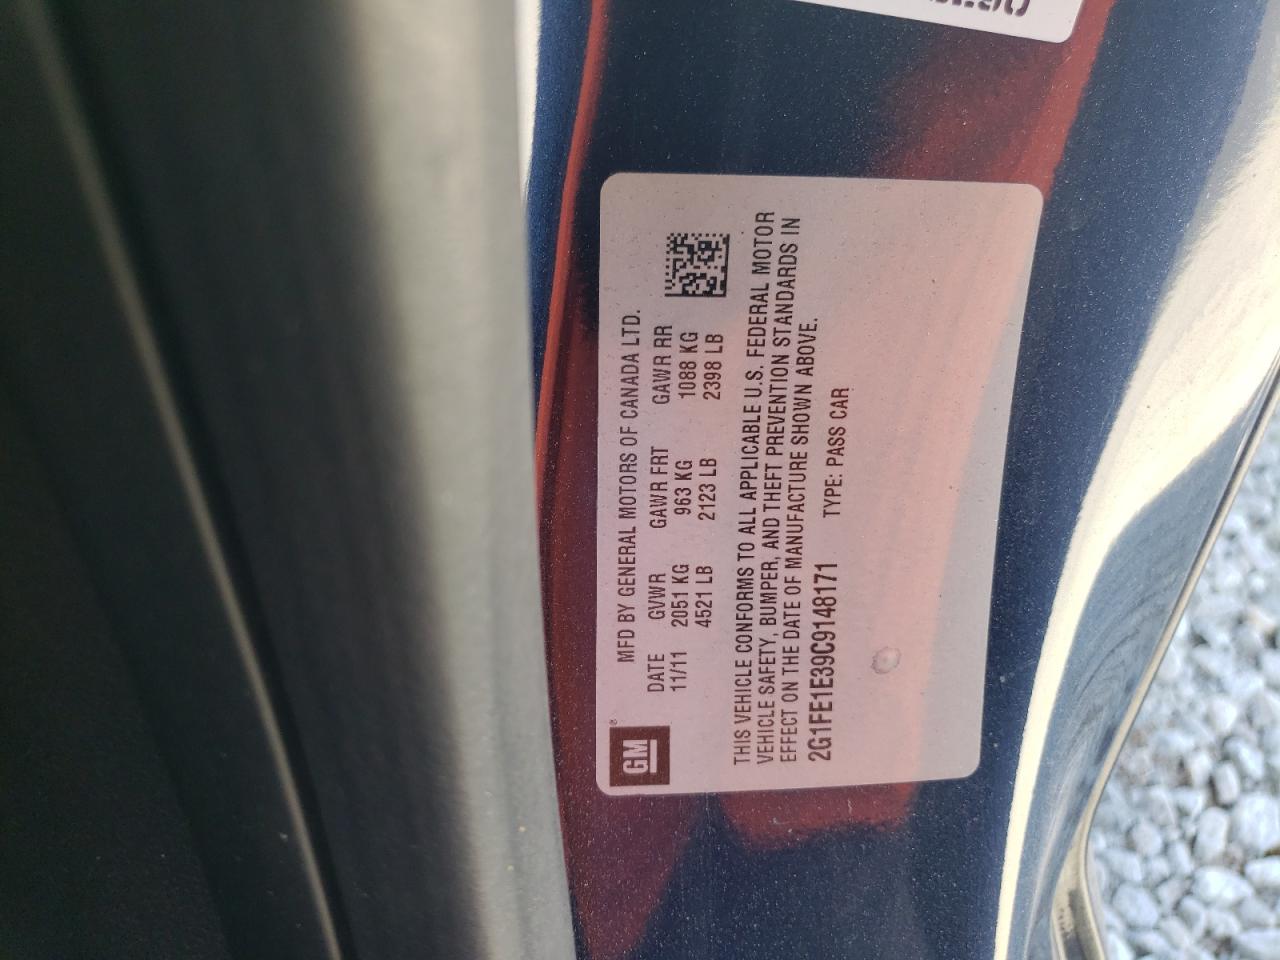 MFD BY GENERAL MOTORS OF CANADA LTD.
DATE GVWR GAWR FRT GAWR RR
11/11 2051 KG 963 KG 1088 KG
4521 LB 2123 LB 2398 LB
GM®
THIS VEHICLE CONFORMS TO ALL APPLICABLE U.S. FEDERAL MOTOR
VEHICLE SAFETY, BUMPER, AND THEFT PREVENTION STANDARDS IN
EFFECT ON THE DATE OF MANUFACTURE SHOWN ABOVE.
2G1FE1E39C9148171 TYPE: PASS CAR